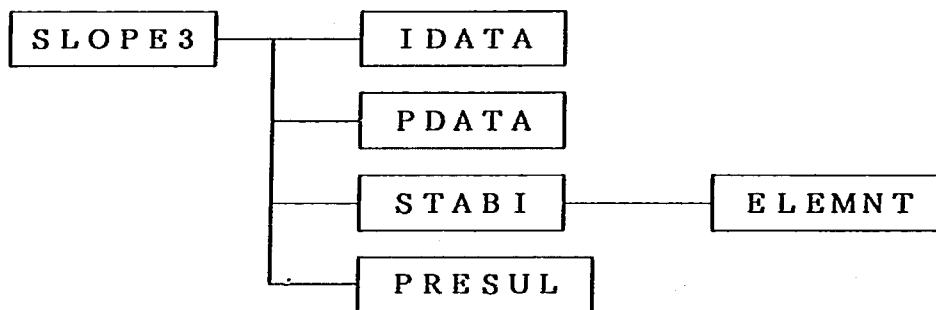 SLOPE3
IDATA
PDATA
STABI
ELEMNT
PRESUL